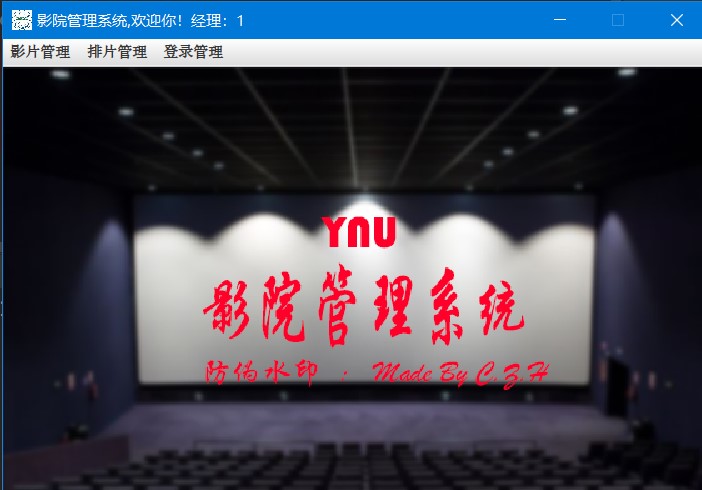 影院管理系统,欢迎你！经理：1
影片管理 排片管理 登录管理
YNU
影院管理系统
防伪水印 : Made By C.Z.H